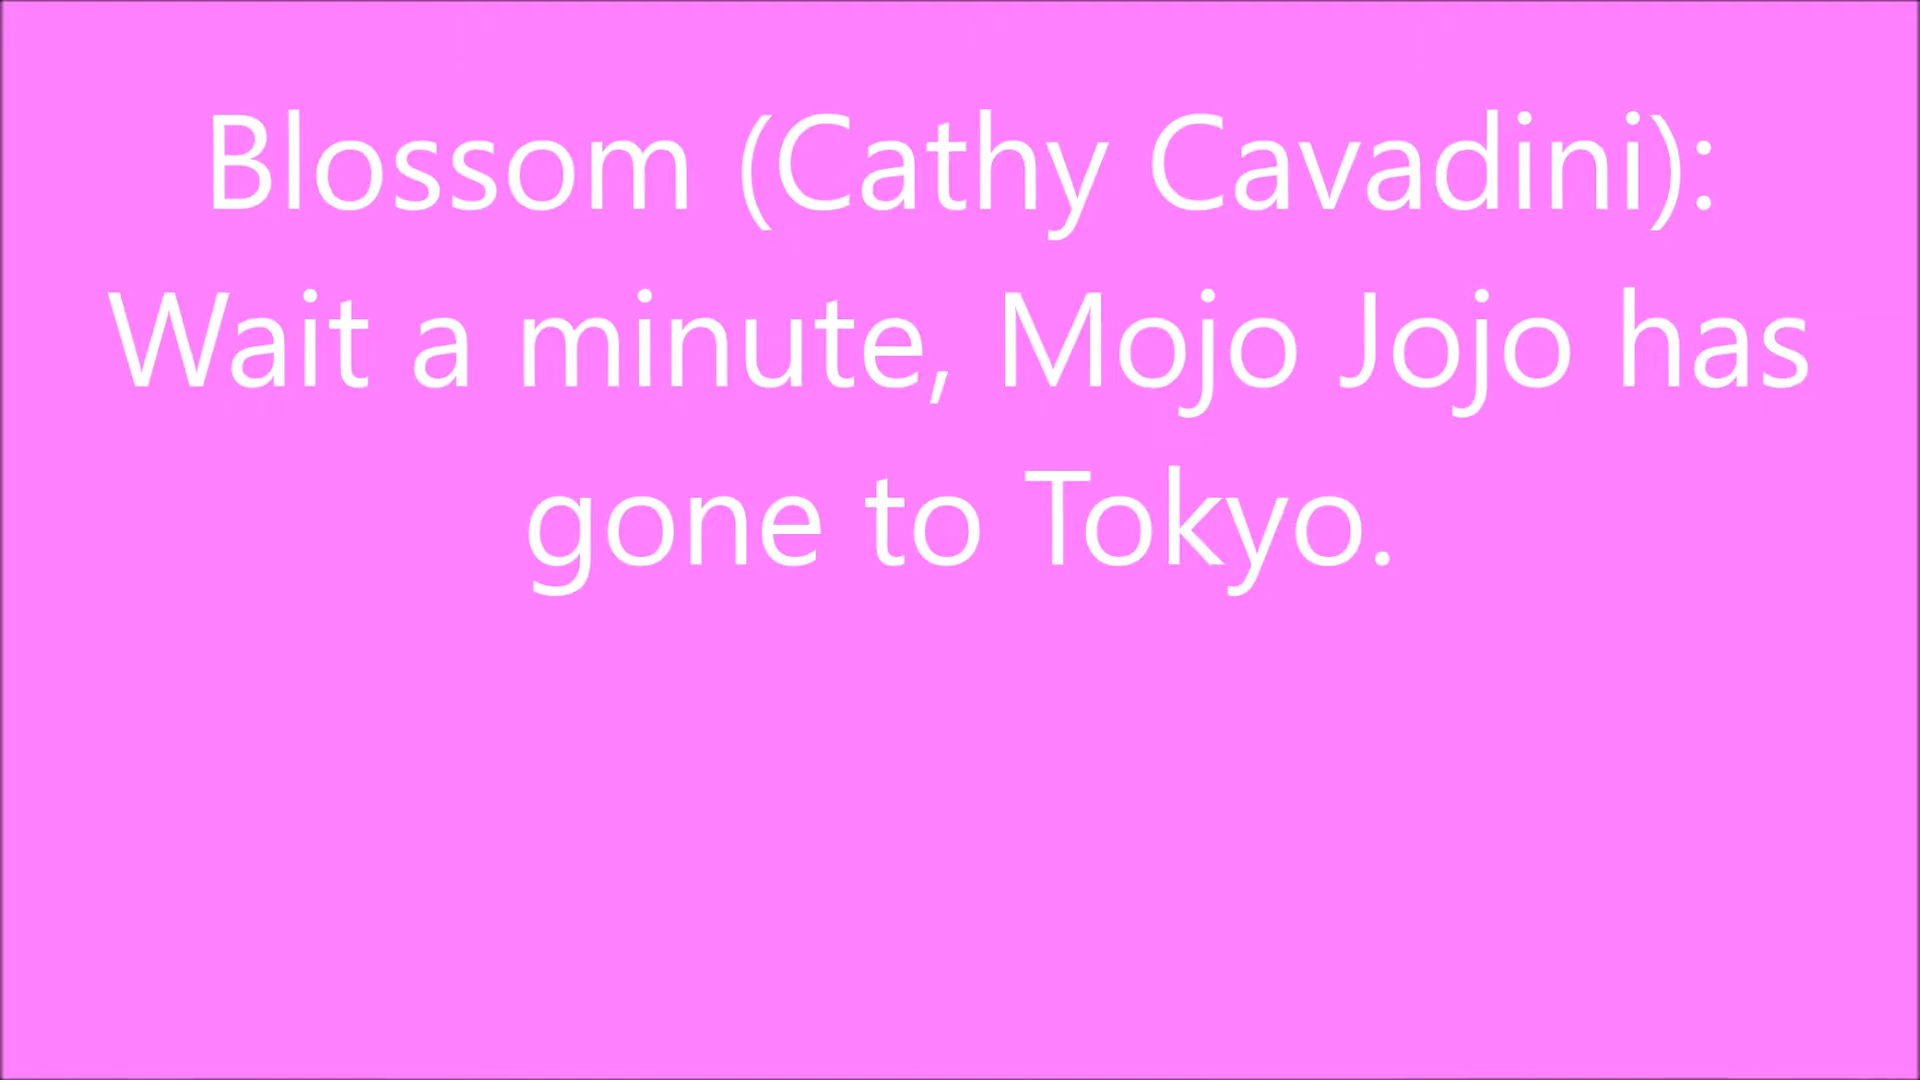 Blossom (Cathy Cavadini):
Wait a minute, Mojo Jojo has
gone to Tokyo.